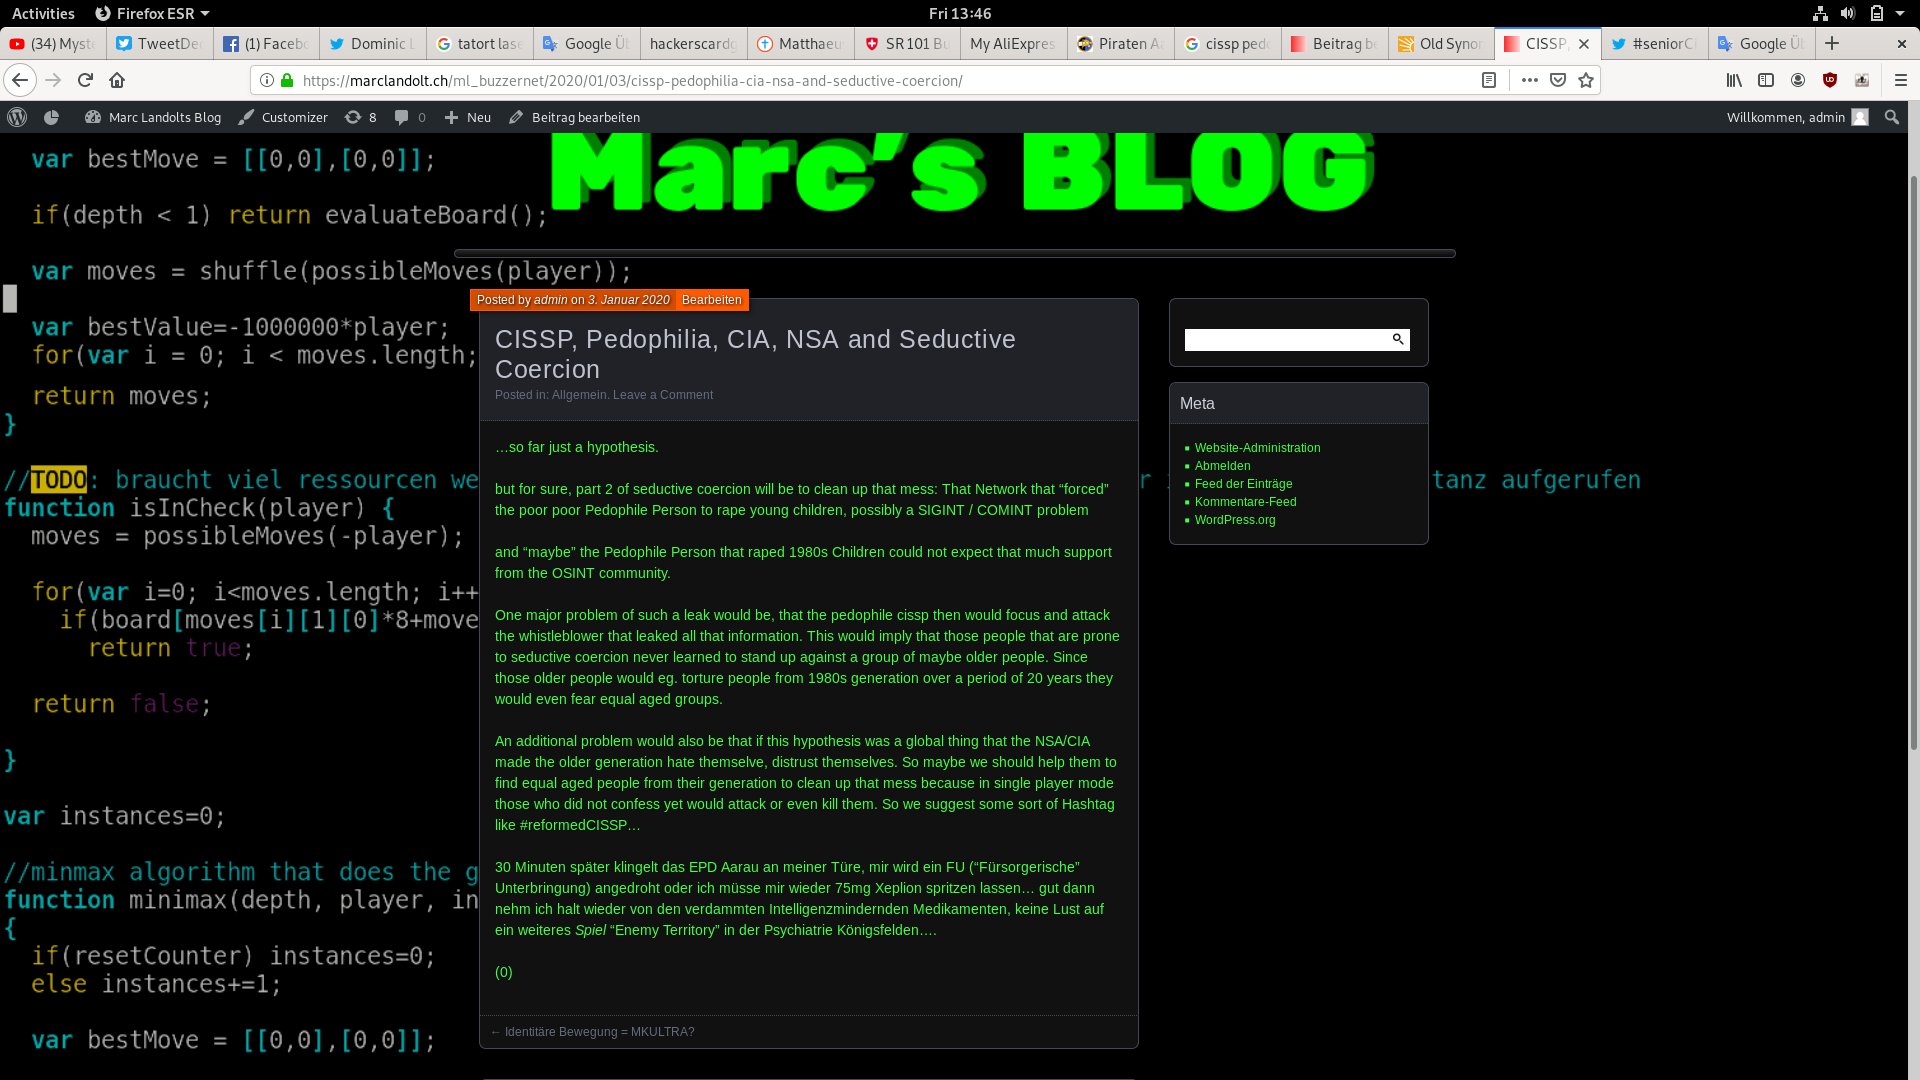 Activities Firefox ESR Fri 13:46
(34) Myste TweetDec (1) Facebo Dominic L tatort lase Google Üb hackerscardg Matthaeu SR 101 Bu My AliExpres Piraten Aa cissp pedo Beitrag be Old Synon CISSP, #seniorCI Google Üb
https://marclandolt.ch/ml_buzzernet/2020/01/03/cissp-pedophilia-cia-nsa-and-seductive-coercion/
Marc Landolts Blog Customizer 8 0 Neu Beitrag bearbeiten Willkommen, admin
Marc's BLOG
var bestMove = [[0,0],[0,0]];
if(depth < 1) return evaluateBoard();
var moves = shuffle(possibleMoves(player));
var bestValue=-1000000*player;
for(var i = 0; i < moves.length;
return moves;
}
//TODO: braucht viel ressourcen we
tanz aufgerufen
function isInCheck(player) {
moves = possibleMoves(-player);
for(var i=0; i<moves.length; i++
if(board[moves[i][1][0]*8+move
return true;
return false;
}
var instances=0;
//minmax algorithm that does the g
function minimax(depth, player, in
{
if(resetCounter) instances=0;
else instances+=1;
var bestMove = [[0,0],[0,0]];
Posted by admin on 3. Januar 2020 Bearbeiten
CISSP, Pedophilia, CIA, NSA and Seductive
Coercion
Posted in: Allgemein. Leave a Comment
…so far just a hypothesis.
but for sure, part 2 of seductive coercion will be to clean up that mess: That Network that “forced”
the poor poor Pedophile Person to rape young children, possibly a SIGINT / COMINT problem
and “maybe” the Pedophile Person that raped 1980s Children could not expect that much support
from the OSINT community.
One major problem of such a leak would be, that the pedophile cissp then would focus and attack
the whistleblower that leaked all that information. This would imply that those people that are prone
to seductive coercion never learned to stand up against a group of maybe older people. Since
those older people would eg. torture people from 1980s generation over a period of 20 years they
would even fear equal aged groups.
An additional problem would also be that if this hypothesis was a global thing that the NSA/CIA
made the older generation hate themselve, distrust themselves. So maybe we should help them to
find equal aged people from their generation to clean up that mess because in single player mode
those who did not confess yet would attack or even kill them. So we suggest some sort of Hashtag
like #reformedCISSP…
30 Minuten später klingelt das EPD Aarau an meiner Türe, mir wird ein FU (“Fürsorgerische”
Unterbringung) angedroht oder ich müsse mir wieder 75mg Xeplion spritzen lassen… gut dann
nehm ich halt wieder von den verdammten Intelligenzmindernden Medikamenten, keine Lust auf
ein weiteres Spiel “Enemy Territory” in der Psychiatrie Königsfelden….
(0)
← Identitäre Bewegung = MKULTRA?
Meta
Website-Administration
Abmelden
Feed der Einträge
Kommentare-Feed
WordPress.org